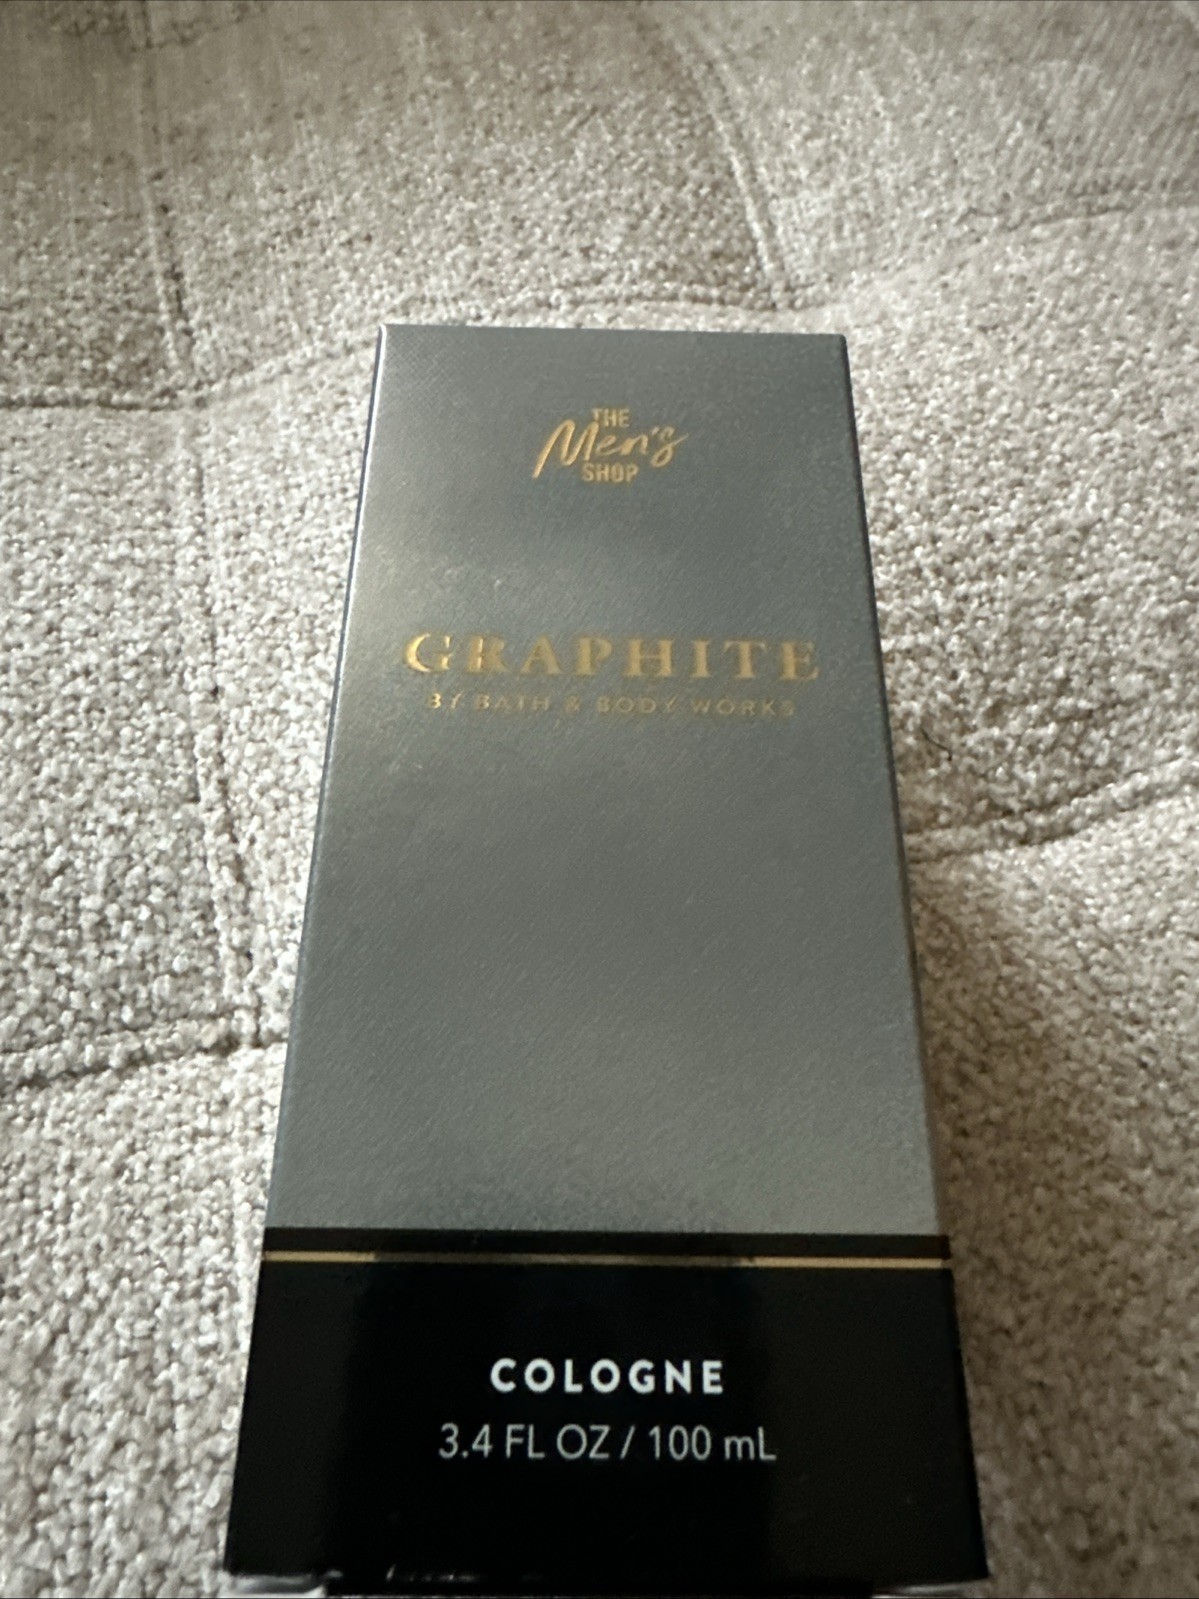 THE
Men's
SHOP
GRAPHITE
BY BATH & BODY WORKS
COLOGNE
3.4 FL OZ / 100 mL